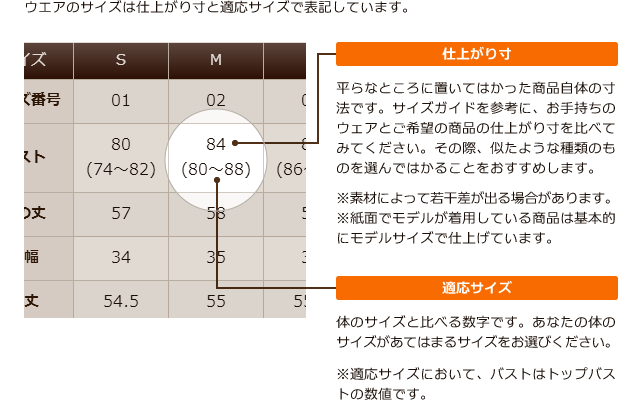 ウエアのサイズは仕上がり寸と適応サイズで表記しています。
イズ S M
ズ番号 01 02
スト 80 84
(74〜82) (80〜88) (86〜
の丈 57 58
幅 34 35
丈 54.5 55
仕上がり寸
平らなところに置いてはかった商品自体の寸
法です。サイズガイドを参考に、お手持ちの
ウェアとご希望の商品の仕上がり寸を比べて
みてください。その際、似たような種類のも
のを選んではかることをおすすめします。
※素材によって若干差が出る場合があります。
※紙面でモデルが着用している商品は基本的
にモデルサイズで仕上げています。
適応サイズ
体のサイズと比べる数字です。あなたの体の
サイズがあてはまるサイズをお選びください。
※適応サイズにおいて、バストはトップバス
トの数値です。